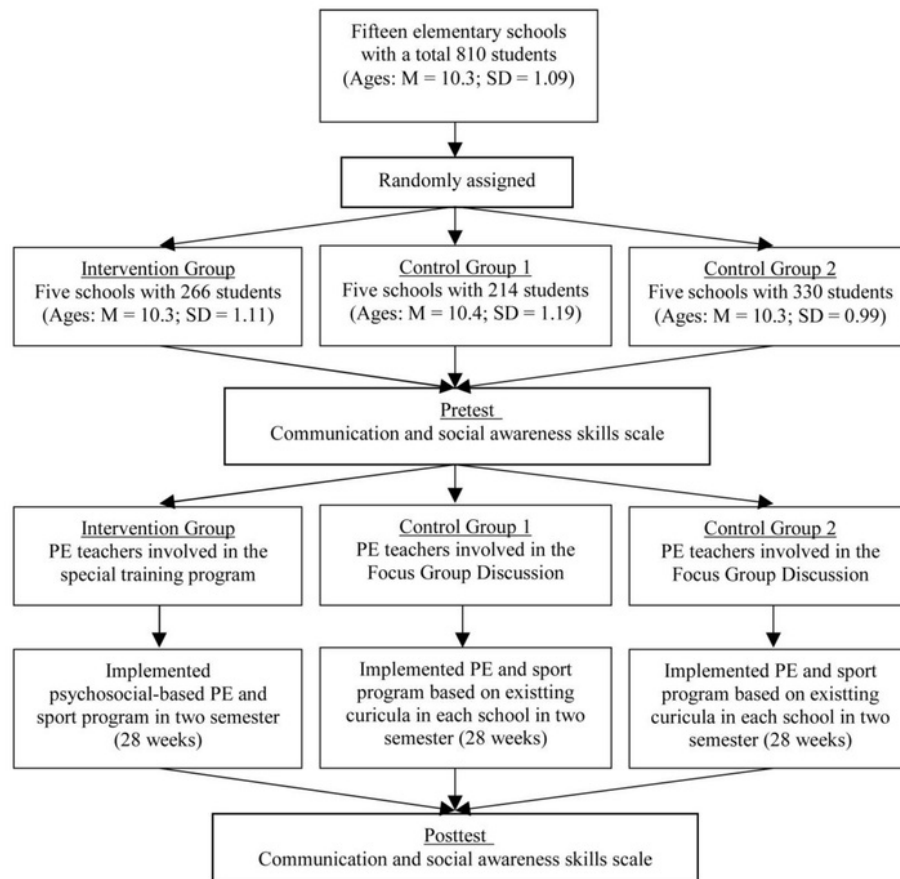 Fifteen elementary schools
with a total 810 students
(Ages: M = 10.3; SD = 1.09)
Randomly assigned
Intervention Group
Five schools with 266 students
(Ages: M = 10.3; SD = 1.11)
Control Group 1
Five schools with 214 students
(Ages: M = 10.4; SD = 1.19)
Control Group 2
Five schools with 330 students
(Ages: M = 10.3; SD = 0.99)
Pretest
Communication and social awareness skills scale
Intervention Group
PE teachers involved in the
special training program
Control Group 1
PE teachers involved in the
Focus Group Discussion
Control Group 2
PE teachers involved in the
Focus Group Discussion
Implemented
psychosocial-based PE and
sport program in two semester
(28 weeks)
Implemented PE and sport
program based on existting
curicula in each school in two
semester (28 weeks)
Implemented PE and sport
program based on existting
curicula in each school in two
semester (28 weeks)
Posttest
Communication and social awareness skills scale